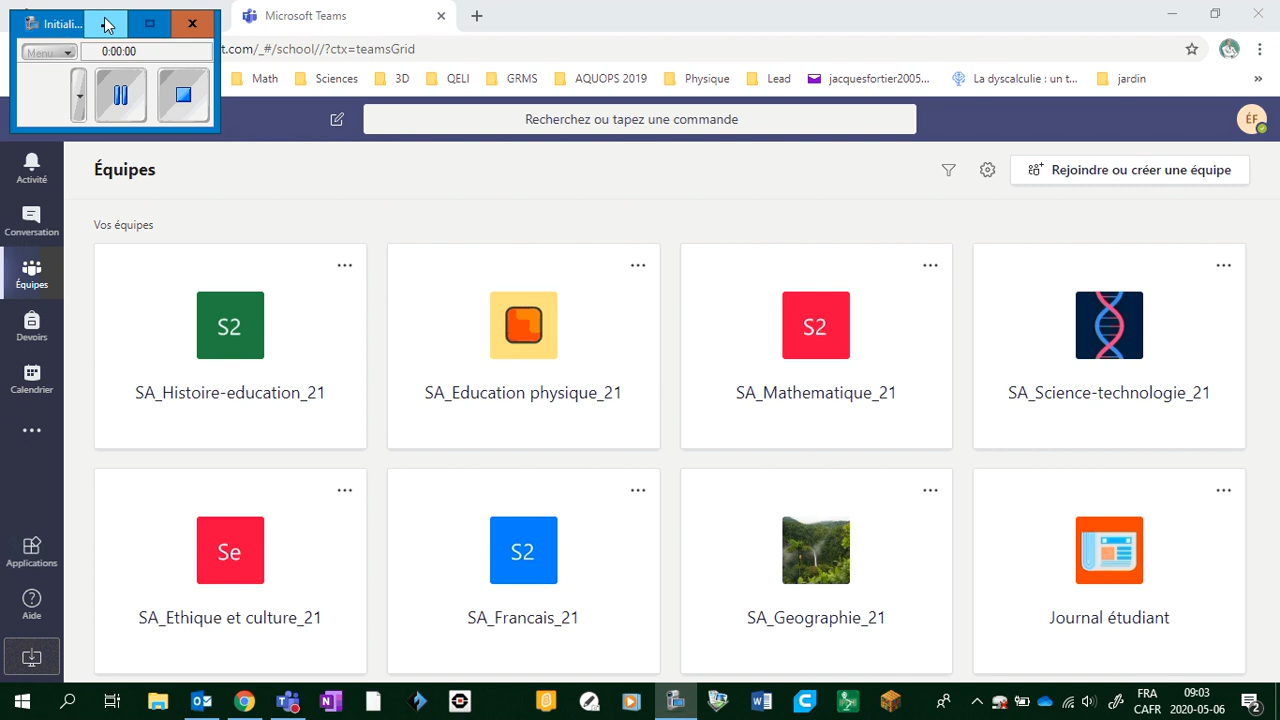 Initiali...
Microsoft Teams
Menu
0:00:00
t.com/_#/school//?ctx=teamsGrid
Math
Sciences
3D
QELI
GRMS
AQUOPS 2019
Physique
Lead
jacquesfortier2005...
La dyscalculie : un t...
jardin
»
Recherchez ou tapez une commande
ÉF
Activité
Conversation
Équipes
Devoirs
Calendrier
Applications
Aide
Équipes
Rejoindre ou créer une équipe
Vos équipes
S2
SA_Histoire-education_21
SA_Education physique_21
S2
SA_Mathematique_21
SA_Science-technologie_21
Se
SA_Ethique et culture_21
S2
SA_Francais_21
SA_Geographie_21
Journal étudiant
FRA
CAFR
09:03
2020-05-06
2